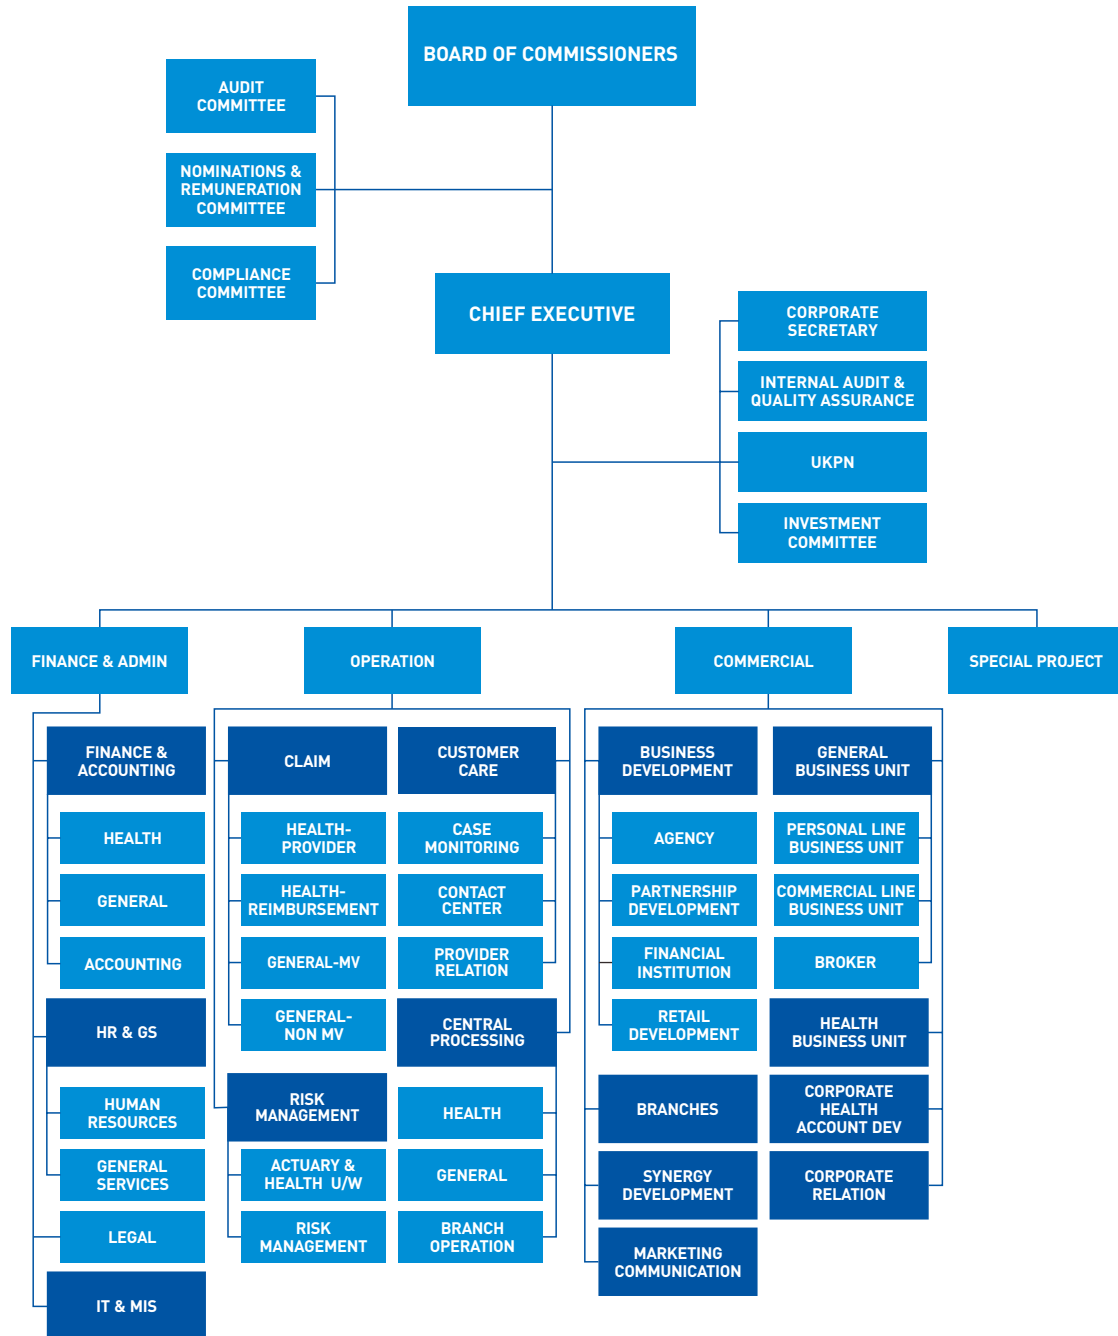 BOARD OF COMMISSIONERS
AUDIT
COMMITTEE
NOMINATIONS &
REMUNERATION
COMMITTEE
COMPLIANCE
COMMITTEE
CHIEF EXECUTIVE
CORPORATE
SECRETARY
INTERNAL AUDIT &
QUALITY ASSURANCE
UKPN
INVESTMENT
COMMITTEE
FINANCE & ADMIN
OPERATION
COMMERCIAL
SPECIAL PROJECT
FINANCE &
ACCOUNTING
HEALTH
GENERAL
ACCOUNTING
HR & GS
HUMAN
RESOURCES
GENERAL
SERVICES
LEGAL
IT & MIS
CLAIM
HEALTH-
PROVIDER
HEALTH-
REIMBURSEMENT
GENERAL-MV
GENERAL-
NON MV
RISK
MANAGEMENT
ACTUARY &
HEALTH U/W
RISK
MANAGEMENT
CUSTOMER
CARE
CASE
MONITORING
CONTACT
CENTER
PROVIDER
RELATION
CENTRAL
PROCESSING
HEALTH
GENERAL
BRANCH
OPERATION
BUSINESS
DEVELOPMENT
AGENCY
PARTNERSHIP
DEVELOPMENT
FINANCIAL
INSTITUTION
RETAIL
DEVELOPMENT
BRANCHES
SYNERGY
DEVELOPMENT
MARKETING
COMMUNICATION
GENERAL
BUSINESS UNIT
PERSONAL LINE
BUSINESS UNIT
COMMERCIAL LINE
BUSINESS UNIT
BROKER
HEALTH
BUSINESS UNIT
CORPORATE
HEALTH
ACCOUNT DEV
CORPORATE
RELATION